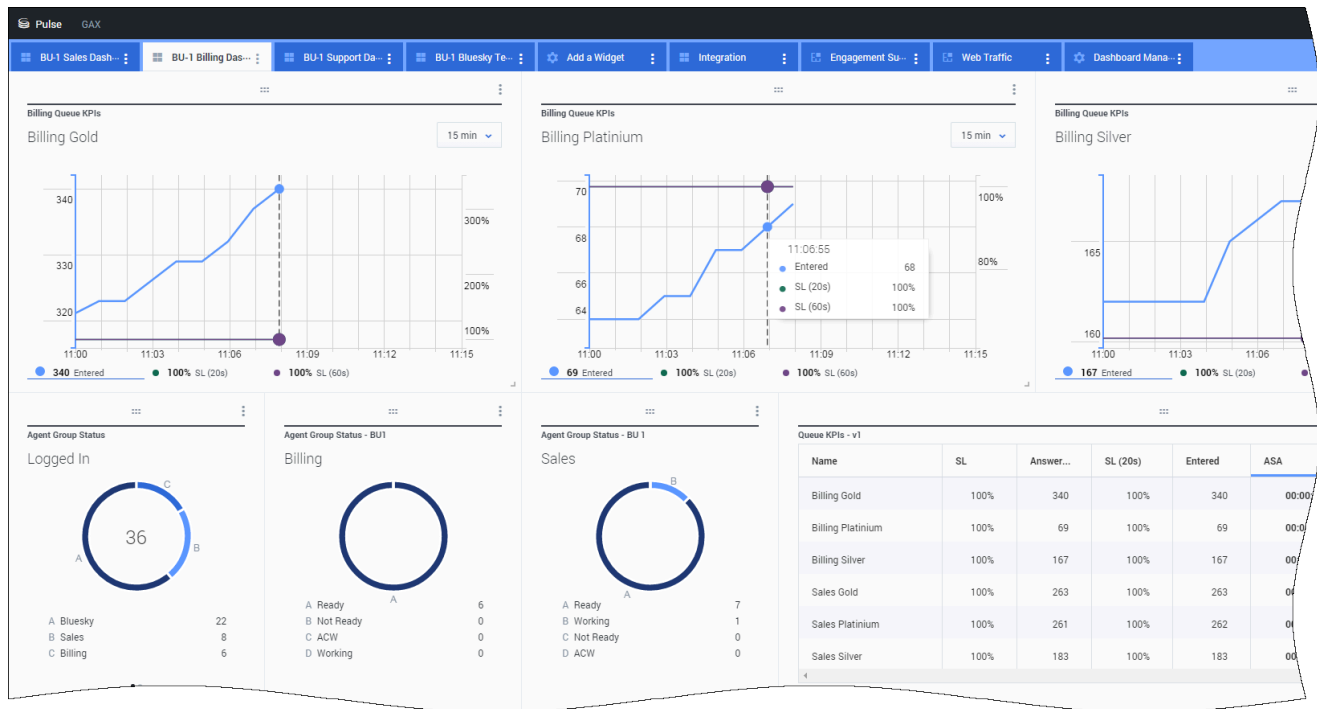 Pulse GAX
BU-1 Sales Dash··· BU-1 Billing Das··· BU-1 Support Da··· BU-1 Bluesky Te··· Add a Widget Integration Engagement Su··· Web Traffic Dashboard Mana···
Billing Queue KPIs
Billing Gold
15 min
340
330
320
300%
200%
100%
11:00 11:03 11:06 11:09 11:12 11:15
340 Entered 100% SL (20s) 100% SL (60s)
Billing Queue KPIs
Billing Platinium
15 min
70
68
66
64
100%
80%
11:06:55
Entered 68
SL (20s) 100%
SL (60s) 100%
11:00 11:03 11:06 11:09 11:12 11:15
69 Entered 100% SL (20s) 100% SL (60s)
Billing Queue KPIs
Billing Silver
165
160
11:00 11:03 11:06
167 Entered 100% SL (20s)
Agent Group Status
Logged In
36
A
B
C
A Bluesky 22
B Sales 8
C Billing 6
Agent Group Status - BU1
Billing
A
A Ready 6
B Not Ready 0
C ACW 0
D Working 0
Agent Group Status - BU 1
Sales
B
A
A Ready 7
B Working 1
C Not Ready 0
D ACW 0
Queue KPIs - v1
Name SL Answer... SL (20s) Entered ASA
Billing Gold 100% 340 100% 340 00:00:
Billing Platinium 100% 69 100% 69 00:0
Billing Silver 100% 167 100% 167 00:
Sales Gold 100% 263 100% 263
Sales Platinium 100% 261 100% 262
Sales Silver 100% 183 100% 183 00